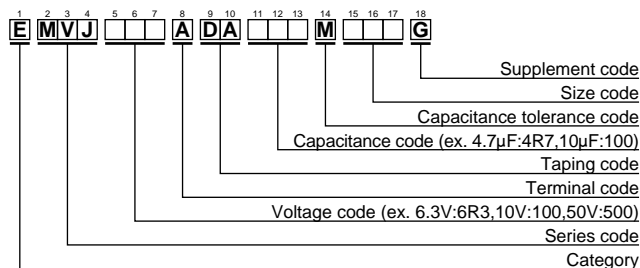 1 2 3 4 5 6 7 8 9 10 11 12 13 14 15 16 17 18
E MVJ A DA M G
Supplement code
Size code
Capacitance tolerance code
Capacitance code (ex. 4.7μF:4R7,10μF:100)
Taping code
Terminal code
Voltage code (ex. 6.3V:6R3,10V:100,50V:500)
Series code
Category